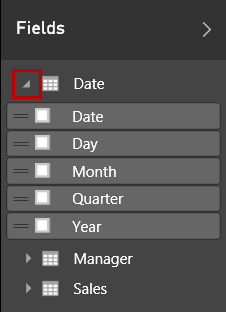 Fields
Date
Date
Day
Month
Quarter
Year
Manager
Sales